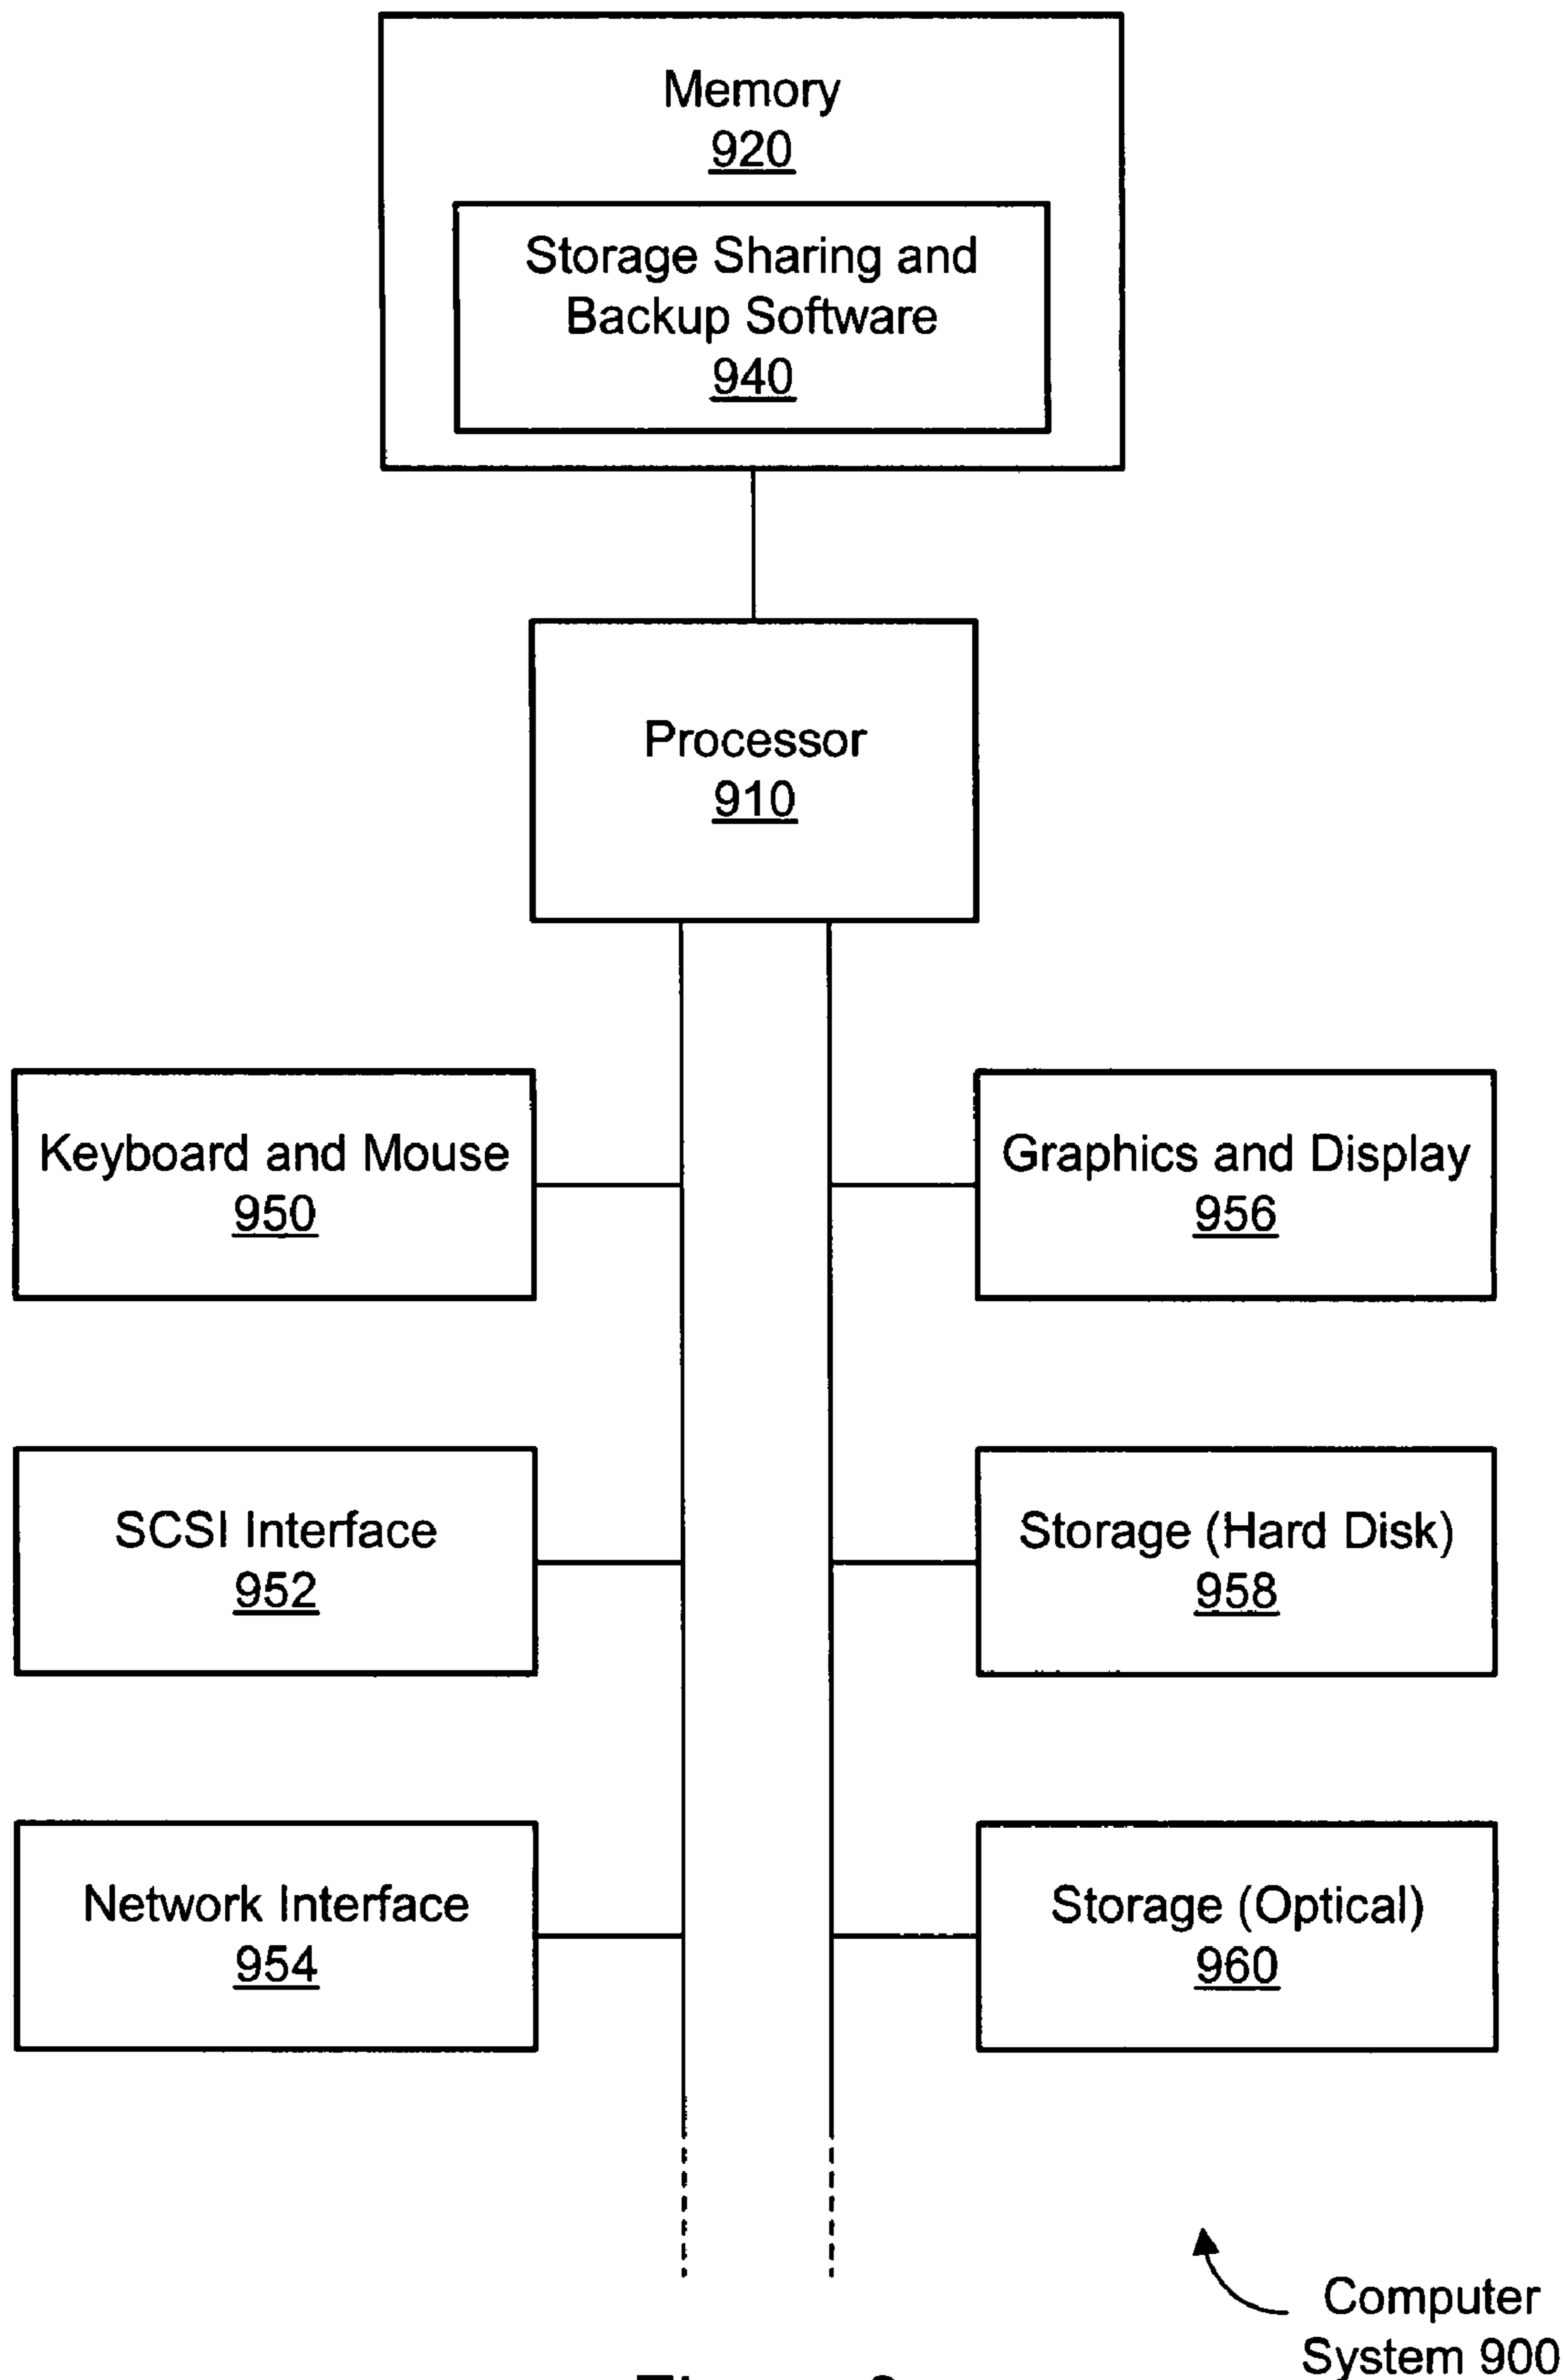 Memory
920
Storage Sharing and
Backup Software
940
Processor
910
Keyboard and Mouse
950
Graphics and Display
956
SCSI Interface
952
Storage (Hard Disk)
958
Network Interface
954
Storage (Optical)
960
Computer
System 900